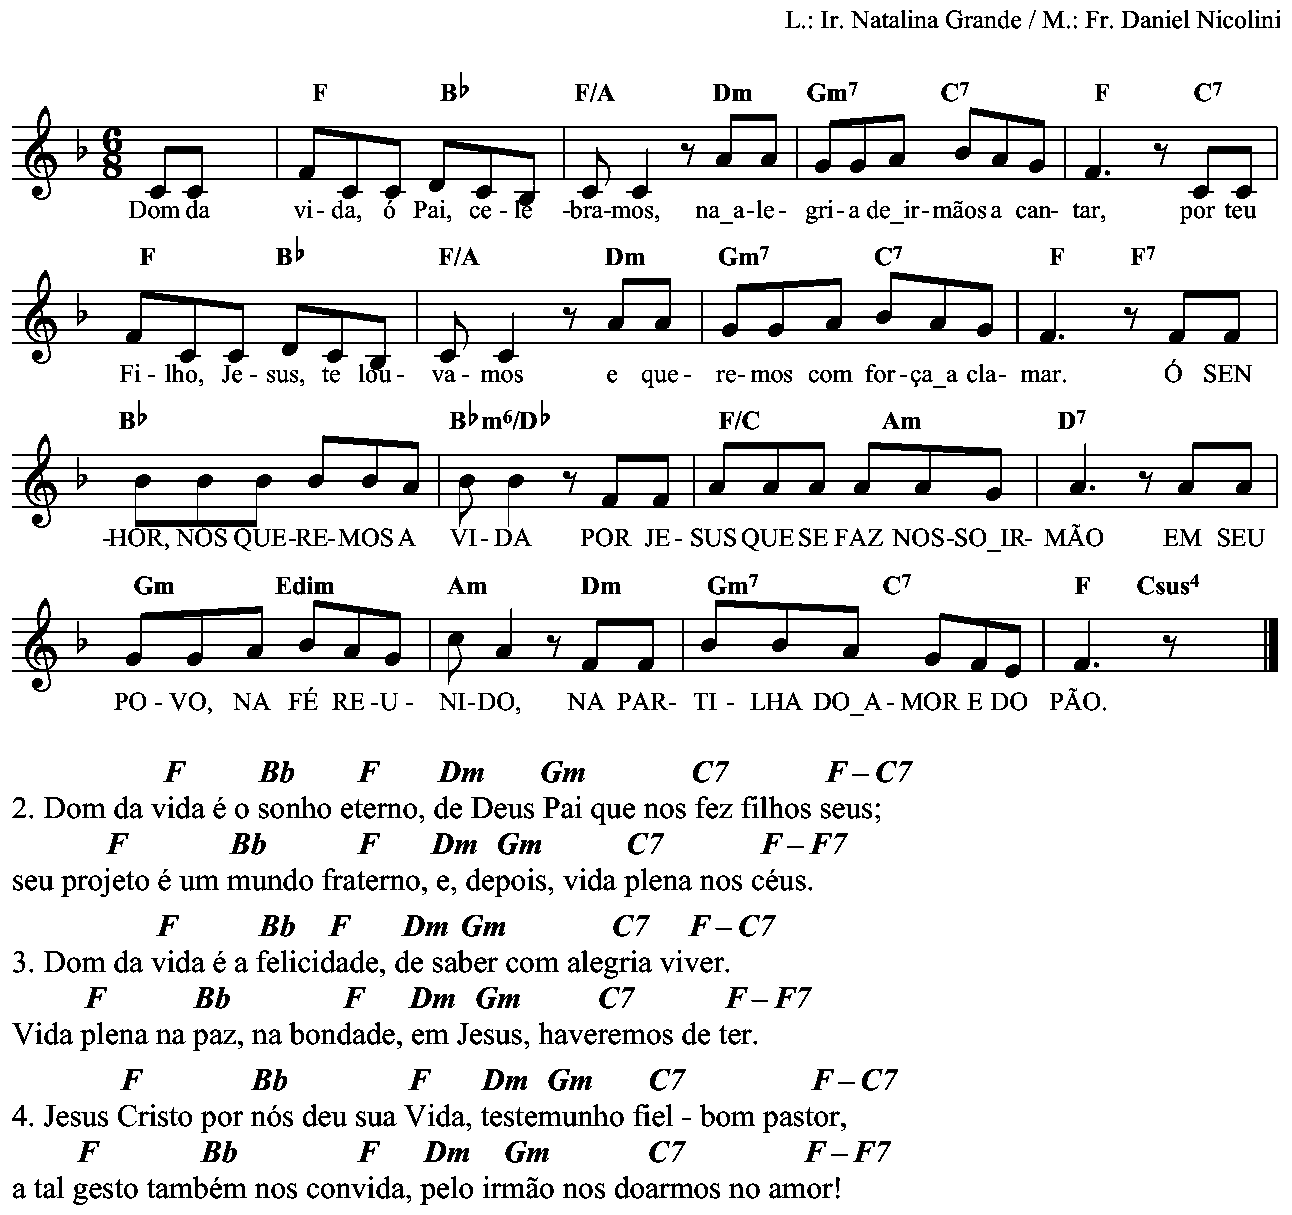 L.: Ir. Natalina Grande / M.: Fr. Daniel Nicolini
F B♭ F/A Dm Gm7 C7 F C7
6/8
Dom da vi-da, ó Pai, ce-le -bra-mos, na_a-le-gri-a de_ir-mãos a can-tar, por teu
F B♭ F/A Dm Gm7 C7 F F7
Fi-lho, Je-sus, te lou-va-mos e que-re-mos com for-ça_a cla-mar. Ó SEN
B♭ B♭m6/D♭ F/C Am D7
-HOR, NÓS QUE-RE-MOS A VI-DA POR JE-SUS QUE SE FAZ NOS-SO_IR-MÃO EM SEU
Gm Edim Am Dm Gm7 C7 F Csus4
PO-VO, NA FÉ RE-U-NI-DO, NA PAR-TI-LHA DO_A-MOR E DO PÃO.
F Bb F Dm Gm C7 F – C7
2. Dom da vida é o sonho eterno, de Deus Pai que nos fez filhos seus;
F Bb F Dm Gm C7 F – F7
seu projeto é um mundo fraterno, e, depois, vida plena nos céus.
F Bb F Dm Gm C7 F – C7
3. Dom da vida é a felicidade, de saber com alegria viver.
F Bb F Dm Gm C7 F – F7
Vida plena na paz, na bondade, em Jesus, haveremos de ter.
F Bb F Dm Gm C7 F – C7
4. Jesus Cristo por nós deu sua Vida, testemunho fiel - bom pastor,
F Bb F Dm Gm C7 F – F7
a tal gesto também nos convida, pelo irmão nos doarmos no amor!